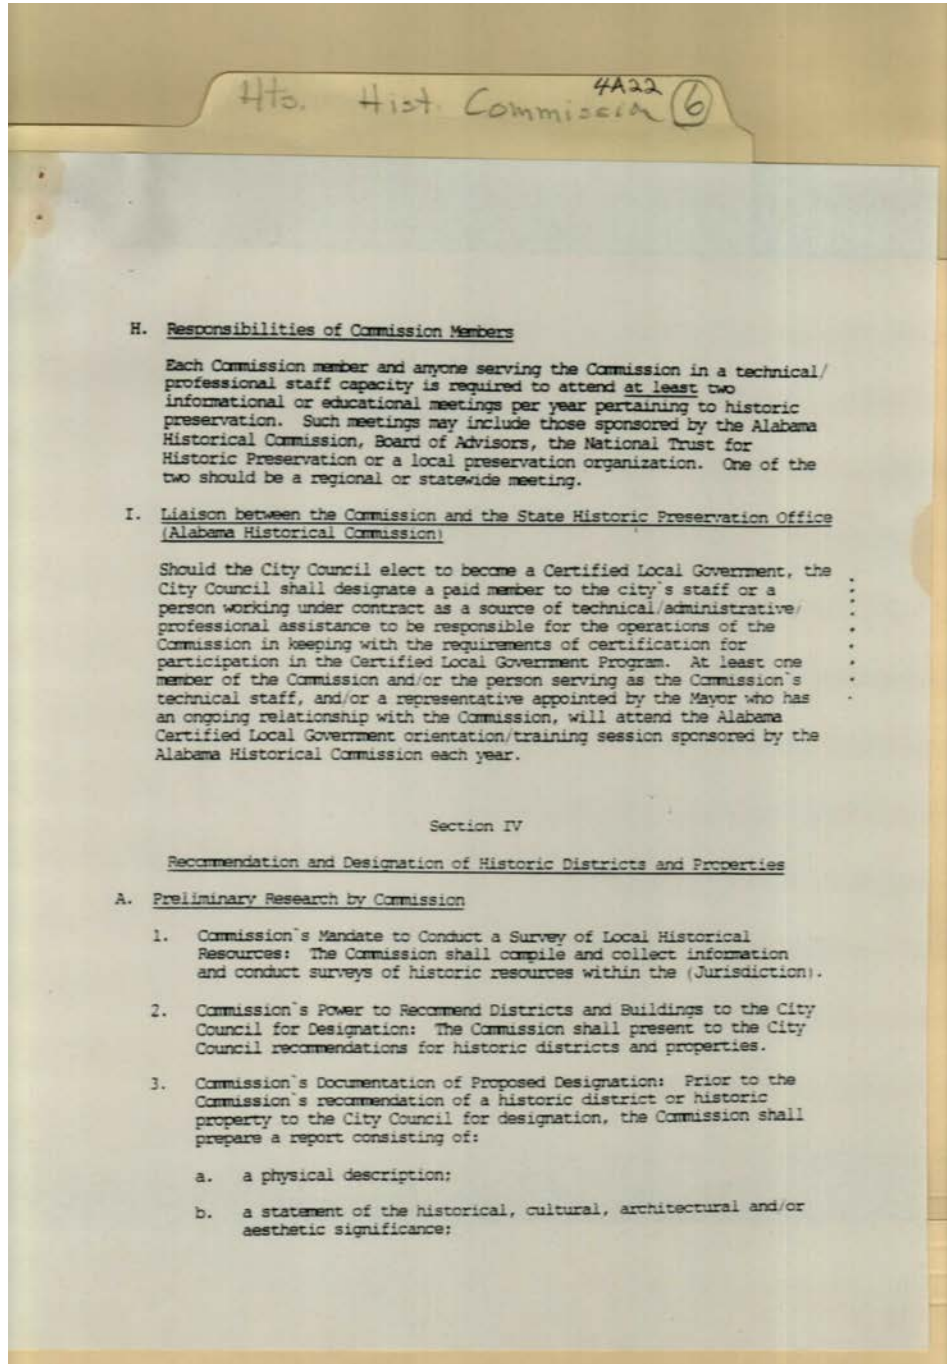 4A22
Hts. Hist. Commission 6
H. Responsibilities of Commission Members
Each Commission member and anyone serving the Commission in a technical/
professional staff capacity is required to attend at least two
informational or educational meetings per year pertaining to historic
preservation. Such meetings may include those sponsored by the Alabama
Historical Commission, Board of Advisors, the National Trust for
Historic Preservation or a local preservation organization. One of the
two should be a regional or statewide meeting.
I. Liaison between the Commission and the State Historic Preservation Office
(Alabama Historical Commission)
Should the City Council elect to become a Certified Local Government, the
City Council shall designate a paid member to the city`s staff or a
person working under contract as a source of technical/administrative/
professional assistance to be responsible for the operations of the
Commission in keeping with the requirements of certification for
participation in the Certified Local Government Program. At least one
member of the Commission and/or the person serving as the Commission`s
technical staff, and/or a representative appointed by the Mayor who has
an ongoing relationship with the Commission, will attend the Alabama
Certified Local Government orientation/training session sponsored by the
Alabama Historical Commission each year.
Section IV
Recommendation and Designation of Historic Districts and Properties
A. Preliminary Research by Commission
1. Commission`s Mandate to Conduct a Survey of Local Historical
Resources: The Commission shall compile and collect information
and conduct surveys of historic resources within the (Jurisdiction).
2. Commission`s Power to Recommend Districts and Buildings to the City
Council for Designation: The Commission shall present to the City
Council recommendations for historic districts and properties.
3. Commission`s Documentation of Proposed Designation: Prior to the
Commission`s recommendation of a historic district or historic
property to the City Council for designation, the Commission shall
prepare a report consisting of:
a. a physical description;
b. a statement of the historical, cultural, architectural and/or
aesthetic significance;